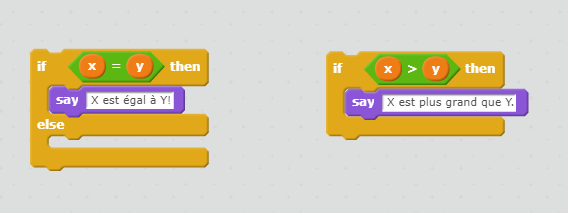 if x = y then
say X est égal à Y!
else
if x > y then
say X est plus grand que Y.